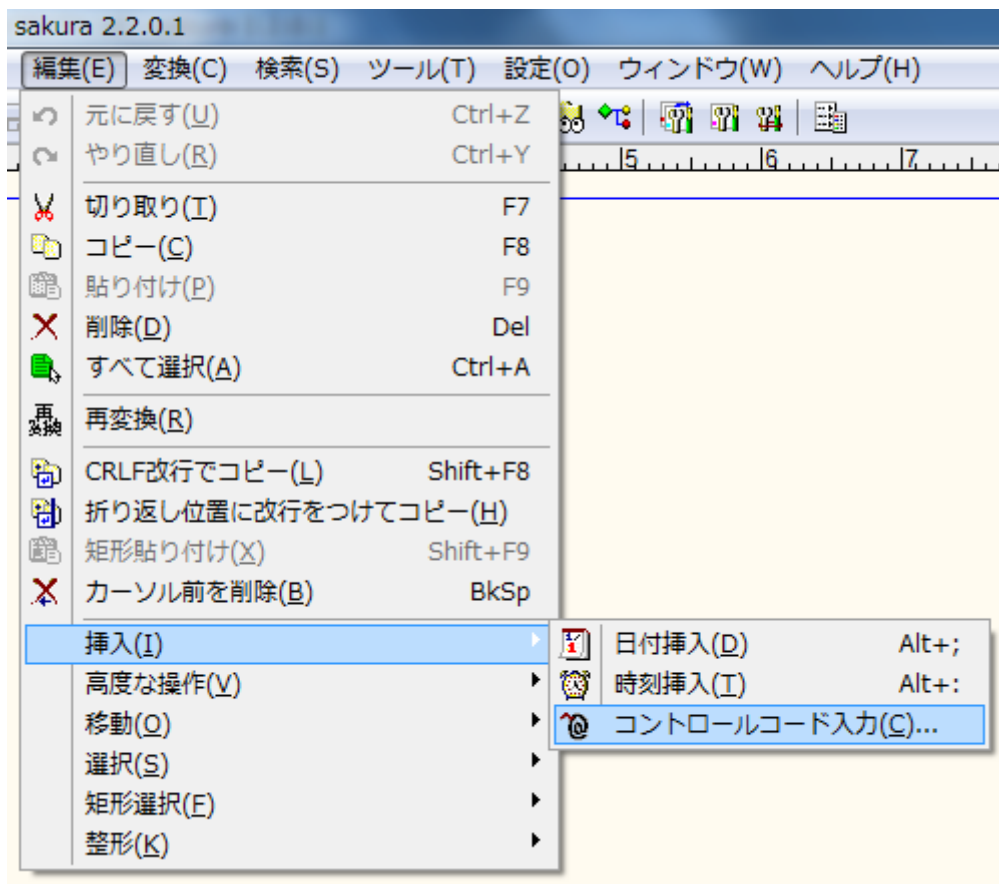 sakura 2.2.0.1
編集(E) 変換(C) 検索(S) ツール(T) 設定(O) ウィンドウ(W) ヘルプ(H)
元に戻す(U) Ctrl+Z
やり直し(R) Ctrl+Y
5 6 7
切り取り(T) F7
コピー(C) F8
貼り付け(P) F9
削除(D) Del
すべて選択(A) Ctrl+A
再変換 再変換(R)
CRLF改行でコピー(L) Shift+F8
折り返し位置に改行をつけてコピー(H)
矩形貼り付け(X) Shift+F9
カーソル前を削除(B) BkSp
挿入(I)
日付挿入(D) Alt+;
高度な操作(V)
時刻挿入(T) Alt+:
移動(O)
コントロールコード入力(C)...
選択(S)
矩形選択(F)
整形(K)